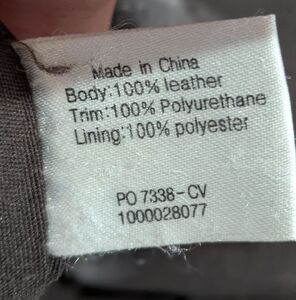 Made in China
Body:100% leather
Trim:100% Polyurethane
Lining:100% polyester
PO 7338-CV
1000028077